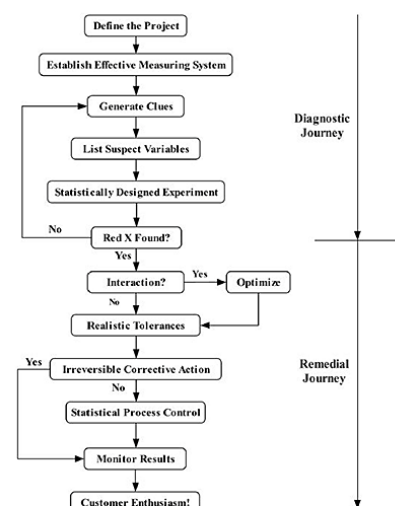 Define the Project
Establish Effective Measuring System
Generate Clues
Diagnostic
Journey
List Suspect Variables
Statistically Designed Experiment
No
Red X Found?
Yes
Interaction?
Yes
Optimize
No
Realistic Tolerances
Yes
Irreversible Corrective Action
Remedial
Journey
No
Statistical Process Control
Monitor Results
Customer Enthusiasm!